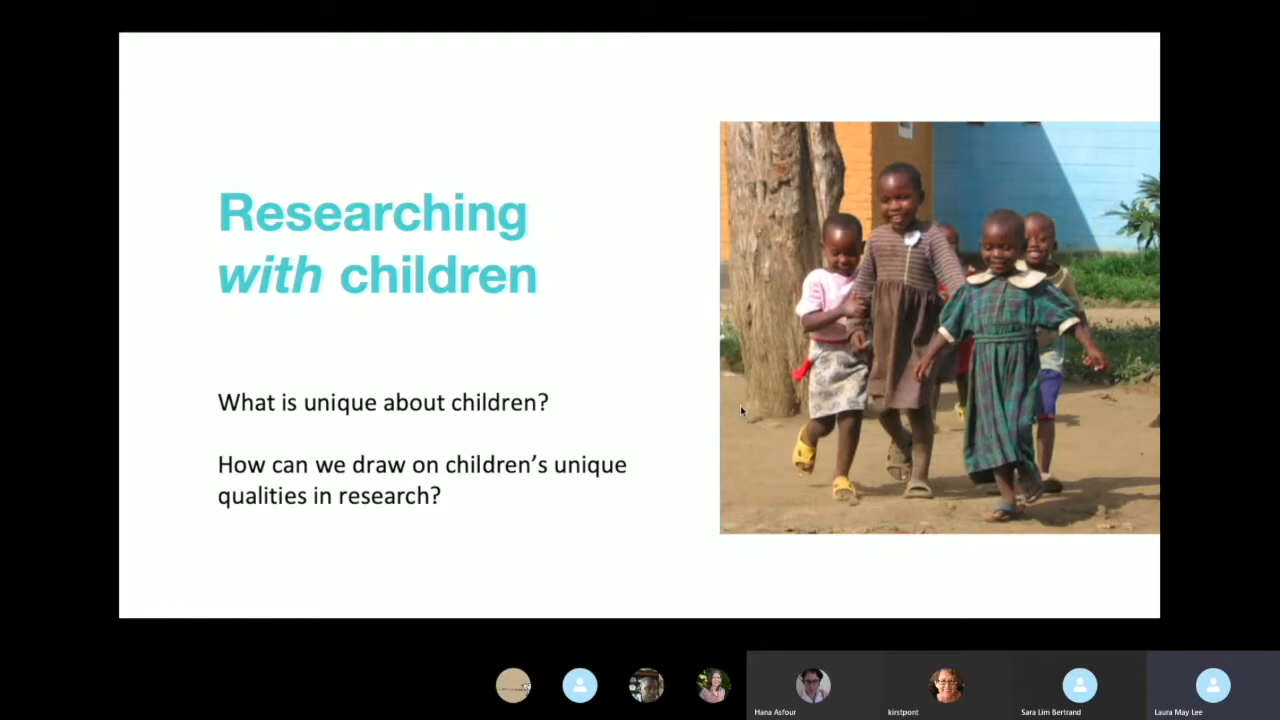 Researching
with children
What is unique about children?
How can we draw on children's unique
qualities in research?
Hana Asfour
kirstpont
Sara Lim Bertrand
Laura May Lee